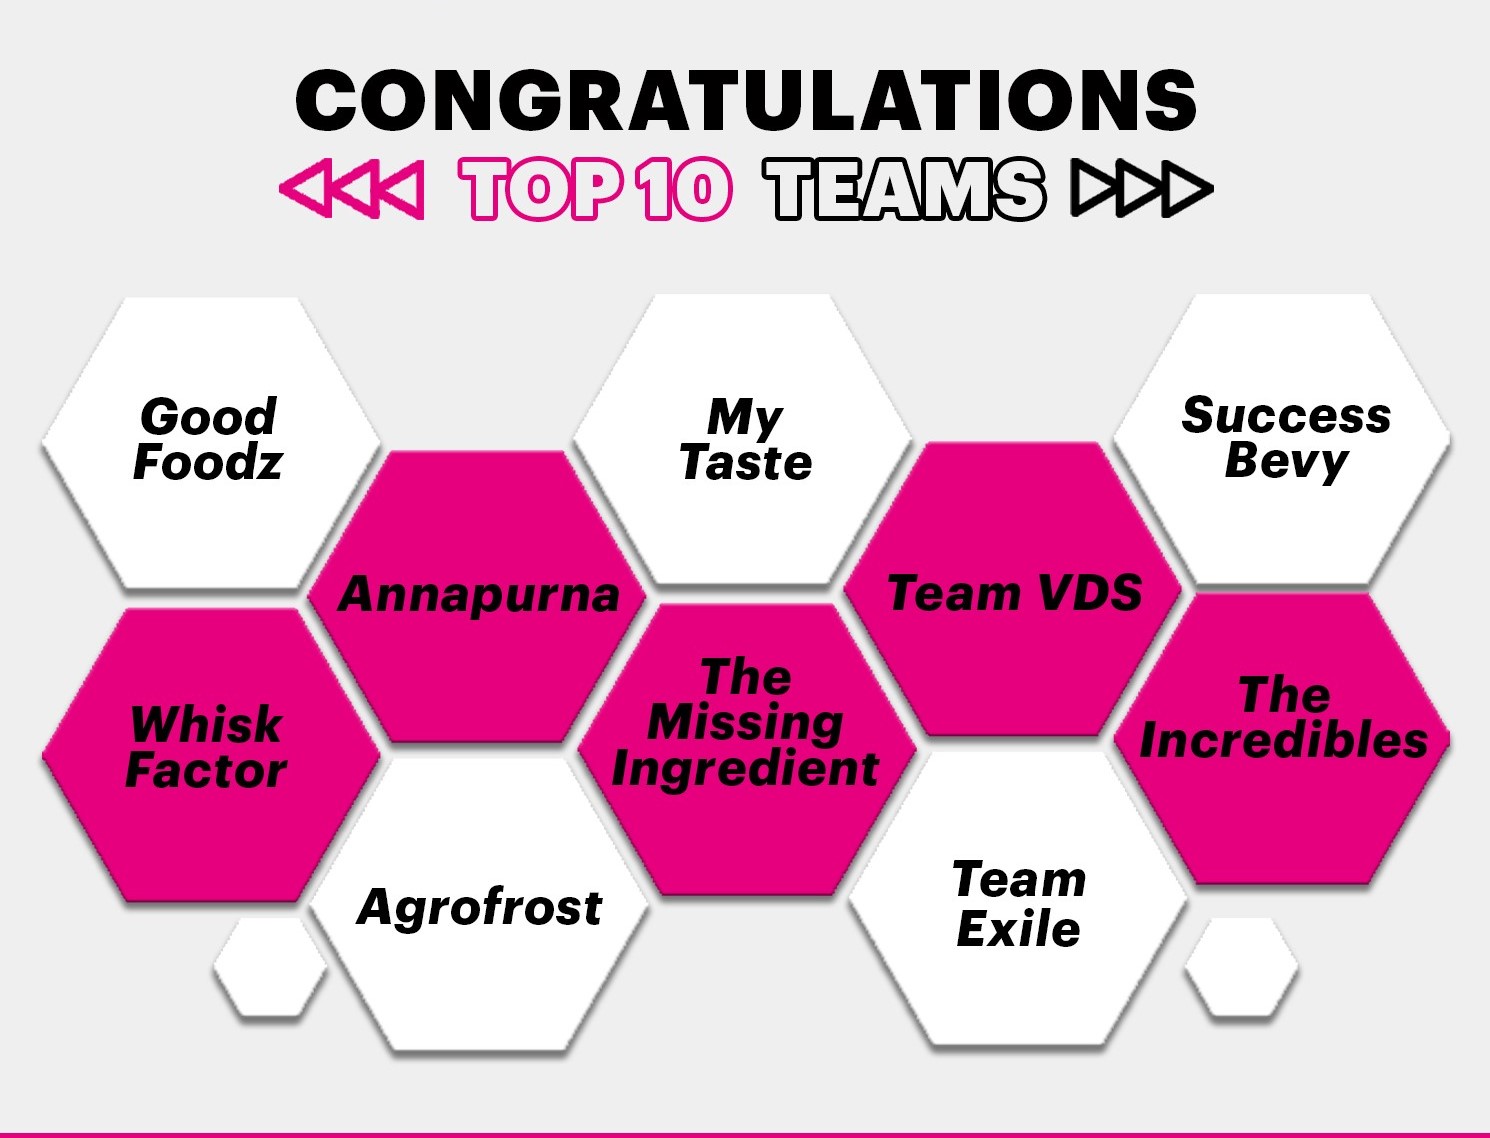 CONGRATULATIONS
TOP 10 TEAMS
Good
Foodz
My
Taste
Success
Bevy
Annapurna
Team VDS
Whisk
Factor
The
Missing
Ingredient
The
Incredibles
Agrofrost
Team
Exile